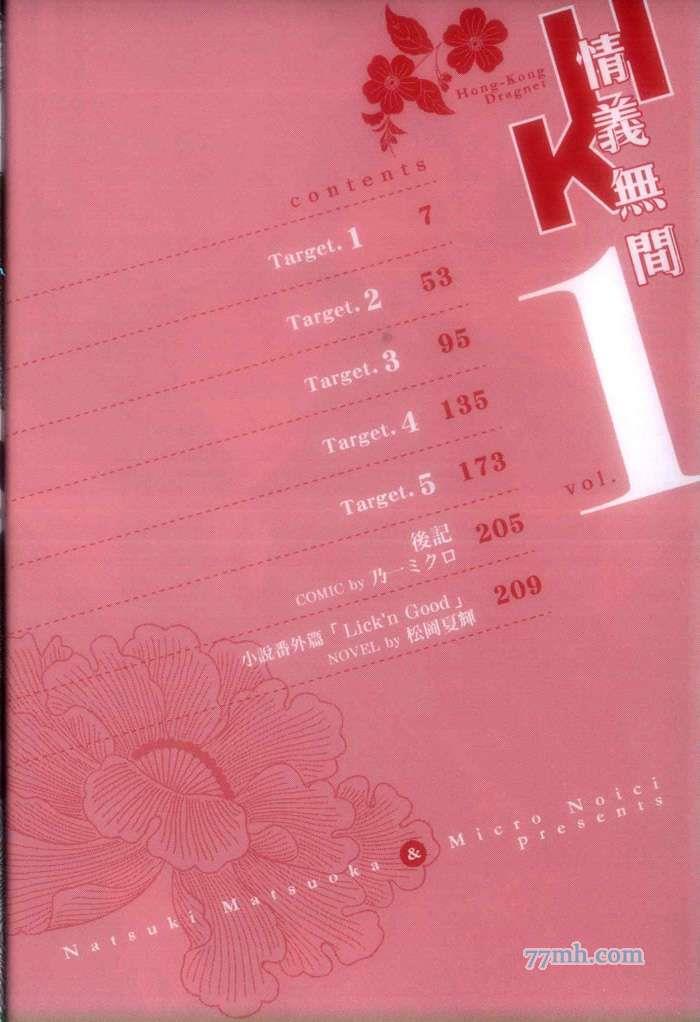 HK
情義無間
Hong-Kong
Dragnet
vol. 1
contents
Target. 1 7
Target. 2 53
Target. 3 95
Target. 4 135
Target. 5 173
後記 205
COMIC by 乃一ミクロ
小說番外篇「Lick'n Good」 209
NOVEL by 松岡夏輝
Natsuki Matsuoka & Micro Noici
presents
77mh.com